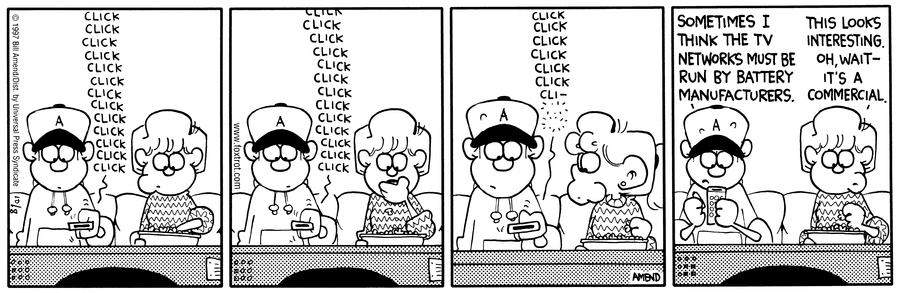 © 1997 Bill Amend/Dist. by Universal Press Syndicate
CLICK
CLICK
CLICK
CLICK
CLICK
CLICK
CLICK
CLICK
CLICK
CLICK
CLICK
CLICK
CLICK
A
www.foxtrot.com
CLICK
CLICK
CLICK
CLICK
CLICK
CLICK
CLICK
CLICK
CLICK
CLICK
CLICK
CLICK
CLICK
A
CLICK
CLICK
CLICK
CLICK
CLICK
CLICK
CLI-
A
AMEND
SOMETIMES I
THINK THE TV
NETWORKS MUST BE
RUN BY BATTERY
MANUFACTURERS.
THIS LOOKS
INTERESTING.
OH, WAIT—
IT'S A
COMMERCIAL.
A